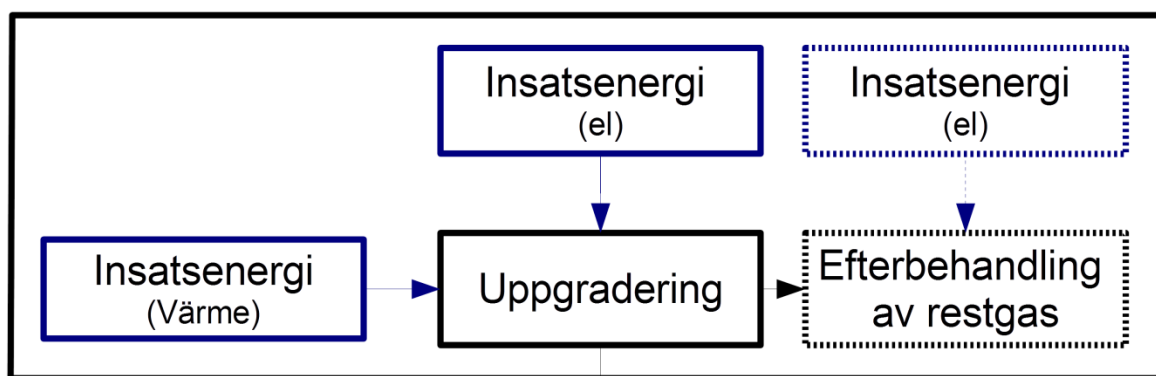 Insatsenergi
(el)
Insatsenergi
(el)
Insatsenergi
(Värme)
Uppgradering
Efterbehandling
av restgas